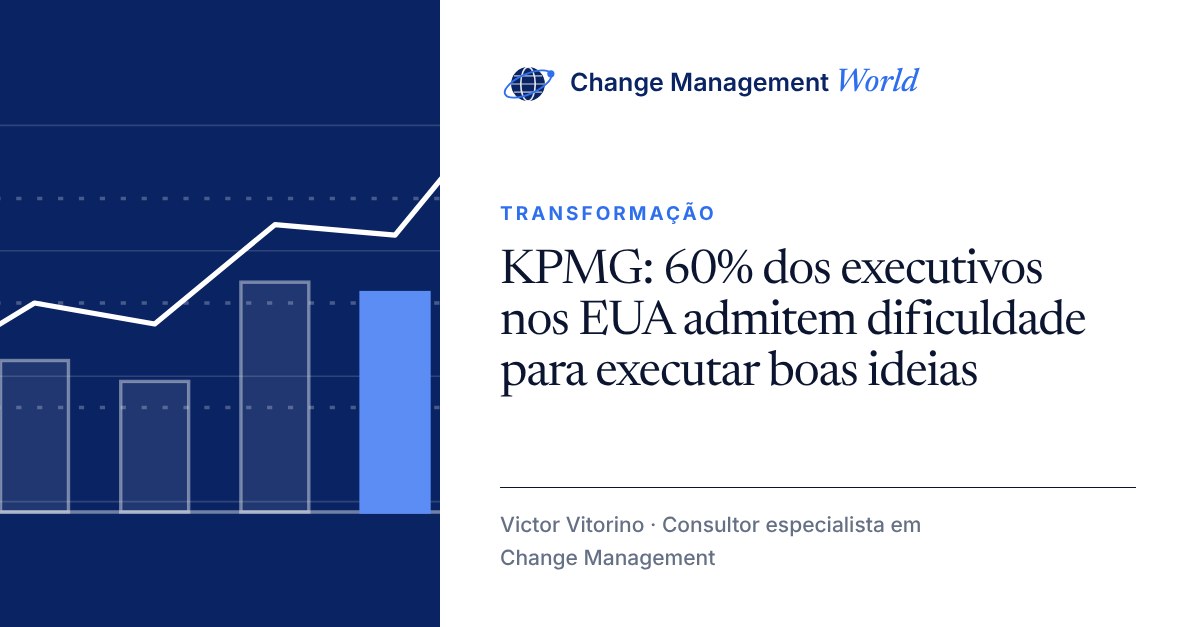 Change Management World
TRANSFORMAÇÃO
KPMG: 60% dos executivos
nos EUA admitem dificuldade
para executar boas ideias
Victor Vitorino · Consultor especialista em
Change Management